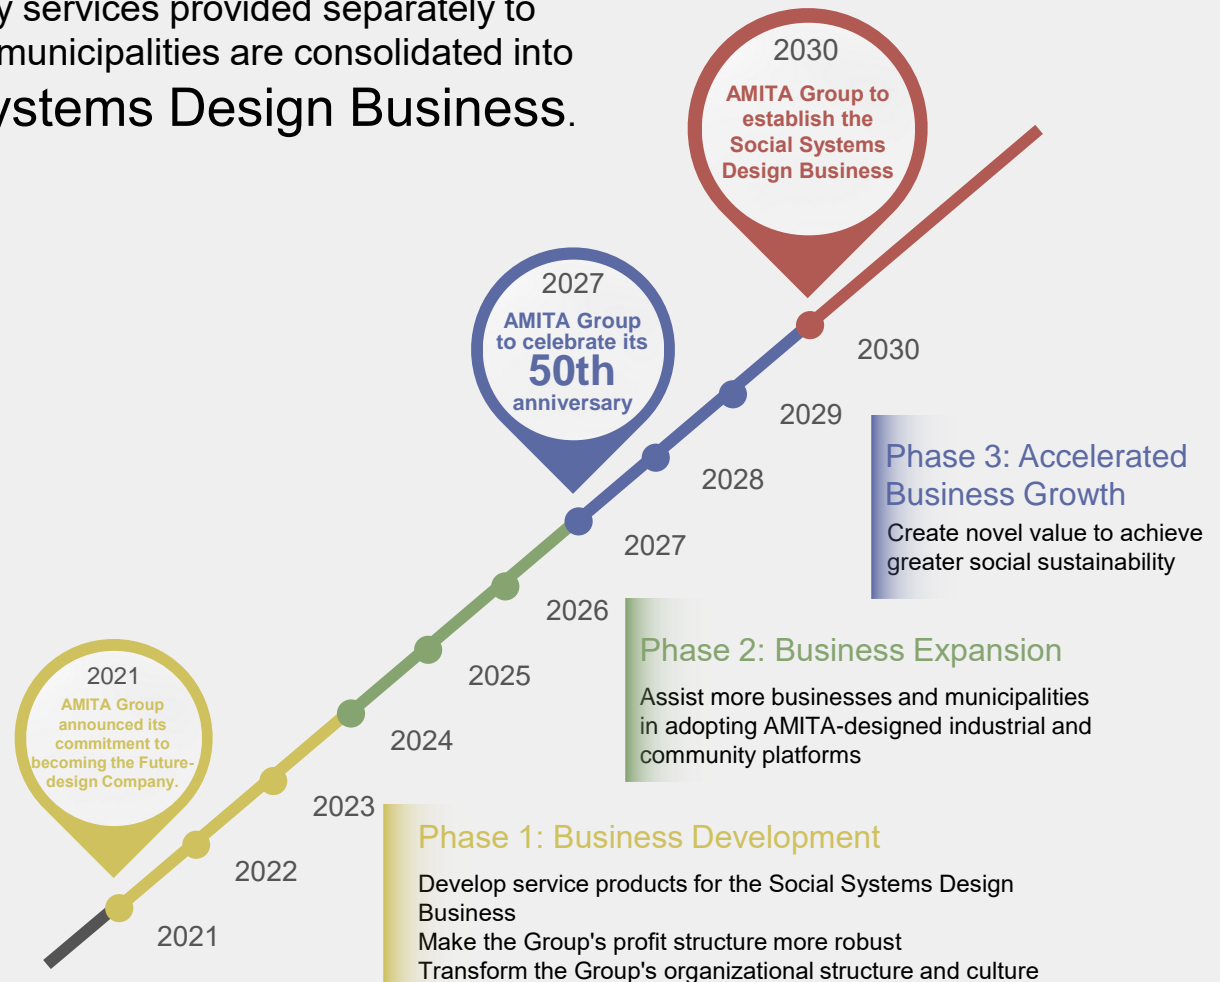 y services provided separately to
municipalities are consolidated into
ystems Design Business.
2030
AMITA Group to
establish the
Social Systems
Design Business
2027
AMITA Group
to celebrate its
50th
anniversary
2030
2029
2028
2027
2026
2025
2024
2023
2022
2021
Phase 3: Accelerated
Business Growth
Create novel value to achieve
greater social sustainability
Phase 2: Business Expansion
Assist more businesses and municipalities
in adopting AMITA-designed industrial and
community platforms
2021
AMITA Group
announced its
commitment to
becoming the Future-
design Company.
Phase 1: Business Development
Develop service products for the Social Systems Design
Business
Make the Group's profit structure more robust
Transform the Group's organizational structure and culture